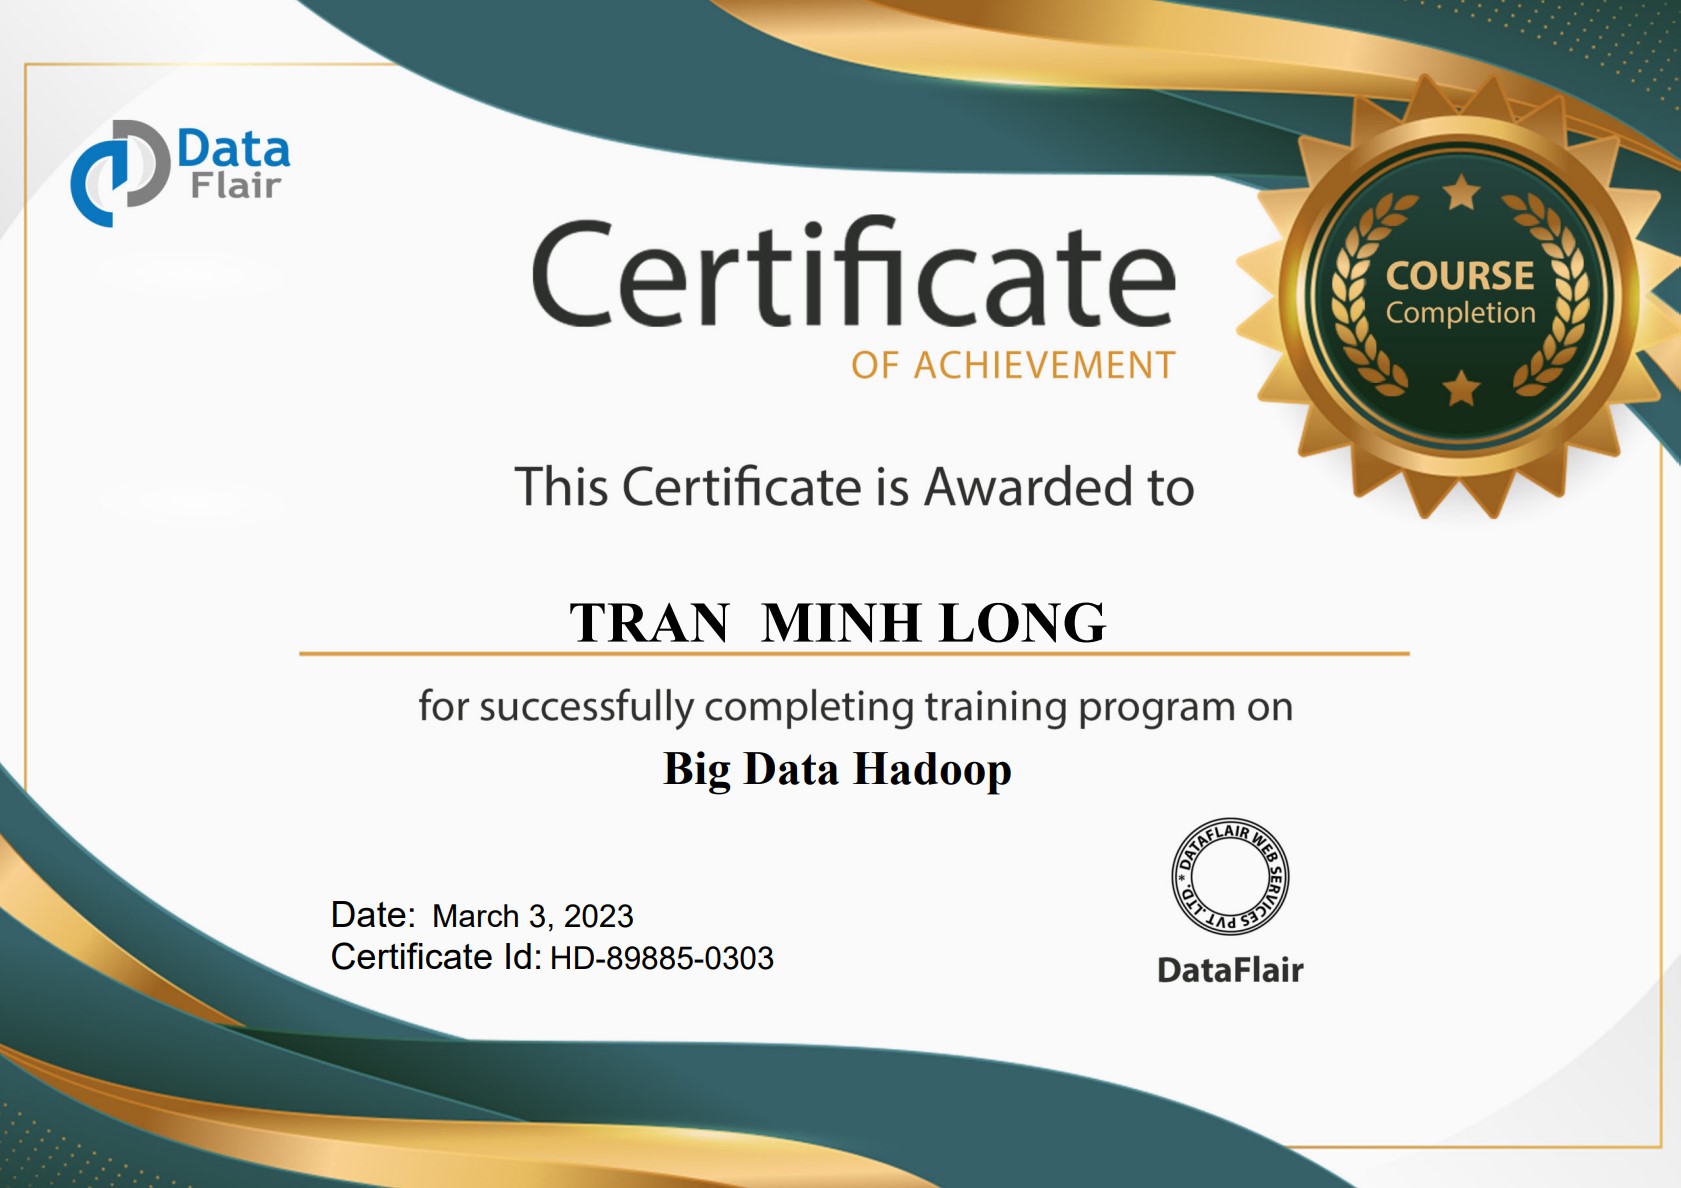 Data
Flair
Certificate
OF ACHIEVEMENT
COURSE
Completion
This Certificate is Awarded to
TRAN  MINH LONG
for successfully completing training program on
Big Data Hadoop
* DATAFLAIR WEB SERVICES PVT .LTD.
Date: March 3, 2023
Certificate Id: HD-89885-0303
DataFlair